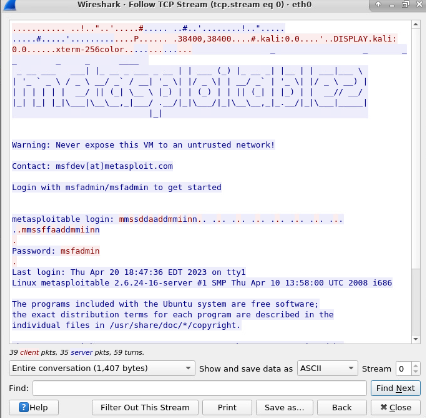 Wireshark - Follow TCP Stream (tcp.stream eq 0) - eth0
........... ..!.."..'.....#..... ..#..'........!.."..... 
.....#.....'.............P...... .38400,38400....#.kali:
0.0....'..DISPLAY.kali:
0.0......xterm-256color..............
Warning: Never expose this VM to an untrusted network!
Contact: msfdev[at]metasploit.com
Login with msfadmin/msfadmin to get started
metasploitable login: mmssddaaddmmiinn.. ... ... ... ... ... ...
..mmssffaaddmmiinn
.
Password: msfadmin
.
Last login: Thu Apr 20 18:47:36 EDT 2023 on tty1
Linux metasploitable 2.6.24-16-server #1 SMP Thu Apr 10 13:58:00 UTC 2008 i686
The programs included with the Ubuntu system are free software;
the exact distribution terms for each program are described in the
individual files in /usr/share/doc/*/copyright.
39 client pkts, 35 server pkts, 59 turns.
Entire conversation (1,407 bytes) Show and save data as ASCII Stream 0
Find: Find Next
Help Filter Out This Stream Print Save as... Back Close